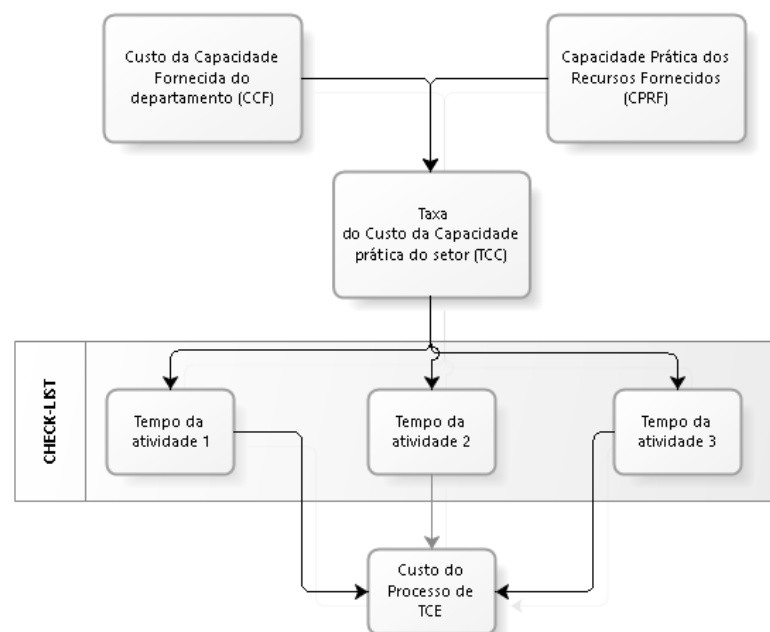 Custo da Capacidade
Fornecida do
departamento (CCF)
Capacidade Prática dos
Recursos Fornecidos
(CPRF)
Taxa
do Custo da Capacidade
prática do setor (TCC)
CHECK-LIST
Tempo da
atividade 1
Tempo da
atividade 2
Tempo da
atividade 3
Custo do
Processo de
TCE